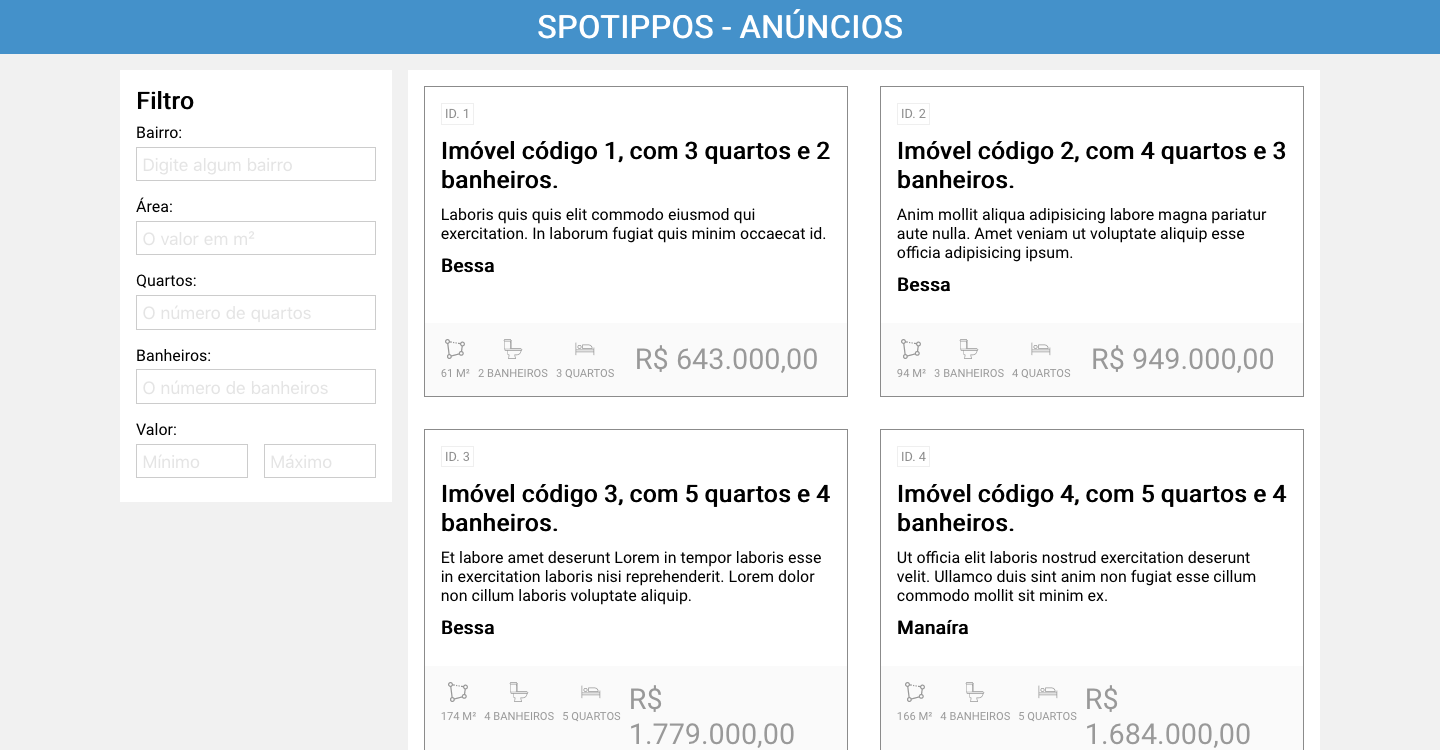 SPOTIPPOS - ANÚNCIOS
Filtro
Bairro:
Digite algum bairro
Área:
O valor em m²
Quartos:
O número de quartos
Banheiros:
O número de banheiros
Valor:
Mínimo Máximo
ID. 1
Imóvel código 1, com 3 quartos e 2
banheiros.
Laboris quis quis elit commodo eiusmod qui
exercitation. In laborum fugiat quis minim occaecat id.
Bessa
61 M² 2 BANHEIROS 3 QUARTOS R$ 643.000,00
ID. 2
Imóvel código 2, com 4 quartos e 3
banheiros.
Anim mollit aliqua adipisicing labore magna pariatur
aute nulla. Amet veniam ut voluptate aliquip esse
officia adipisicing ipsum.
Bessa
94 M² 3 BANHEIROS 4 QUARTOS R$ 949.000,00
ID. 3
Imóvel código 3, com 5 quartos e 4
banheiros.
Et labore amet deserunt Lorem in tempor laboris esse
in exercitation laboris nisi reprehenderit. Lorem dolor
non cillum laboris voluptate aliquip.
Bessa
174 M² 4 BANHEIROS 5 QUARTOS R$
1.779.000,00
ID. 4
Imóvel código 4, com 5 quartos e 4
banheiros.
Ut officia elit laboris nostrud exercitation deserunt
velit. Ullamco duis sint anim non fugiat esse cillum
commodo mollit sit minim ex.
Manaíra
166 M² 4 BANHEIROS 5 QUARTOS R$
1.684.000,00